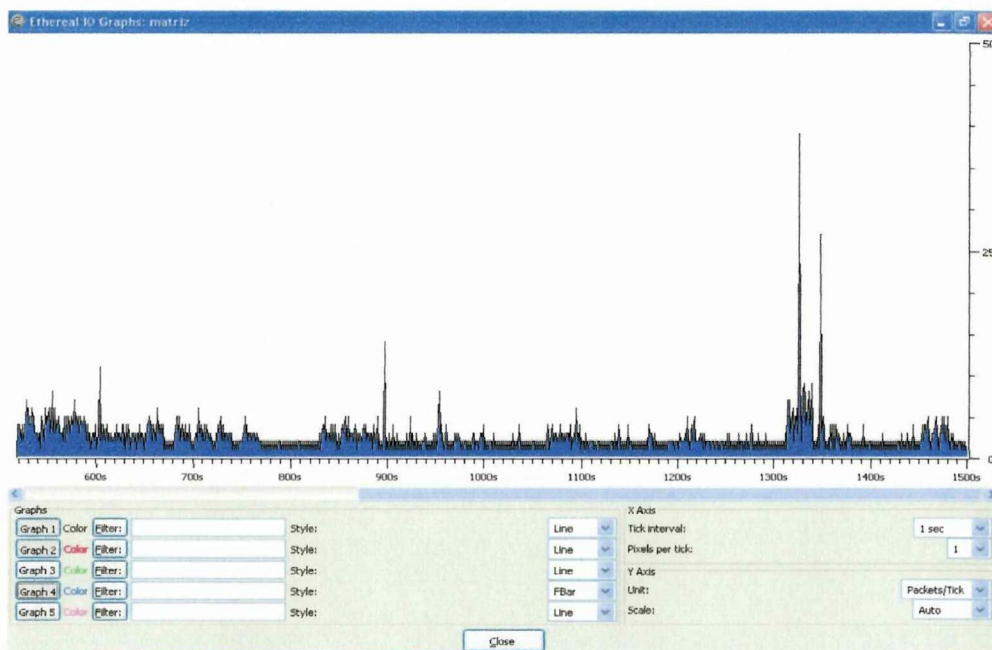 Ethereal IO Graphs: matriz
50
25
0
600s 700s 800s 900s 1000s 1100s 1200s 1300s 1400s 1500s
Graphs
Graph 1 Color Filter: Style: Line
Graph 2 Color Filter: Style: Line
Graph 3 Color Filter: Style: Line
Graph 4 Color Filter: Style: FBar
Graph 5 Color Filter: Style: Line
X Axis
Tick interval: 1 sec
Pixels per tick: 1
Y Axis
Unit: Packets/Tick
Scale: Auto
Close